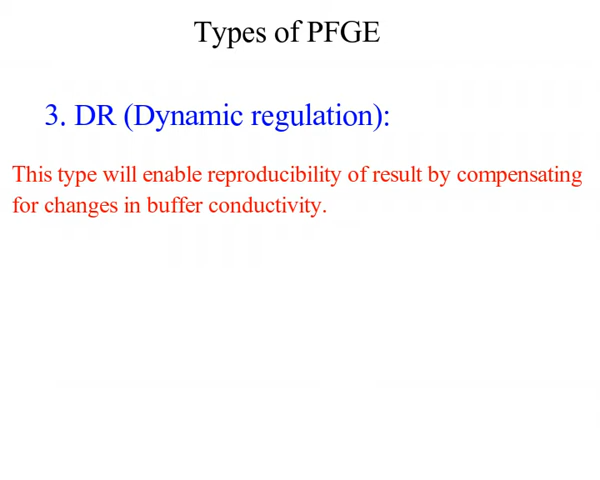 Types of PFGE
3. DR (Dynamic regulation):
This type will enable reproducibility of result by compensating
for changes in buffer conductivity.